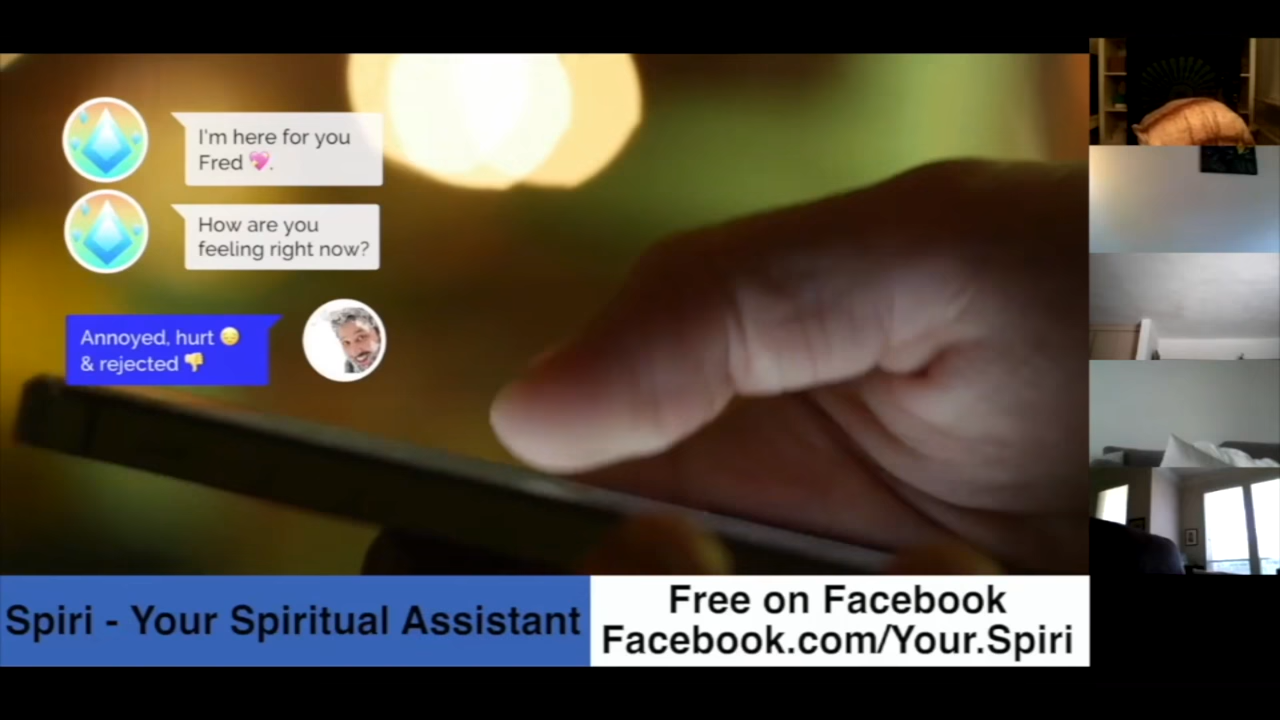 I'm here for you
Fred 💖.
How are you
feeling right now?
Annoyed, hurt 😔
& rejected 👎
Spiri - Your Spiritual Assistant
Free on Facebook
Facebook.com/Your.Spiri